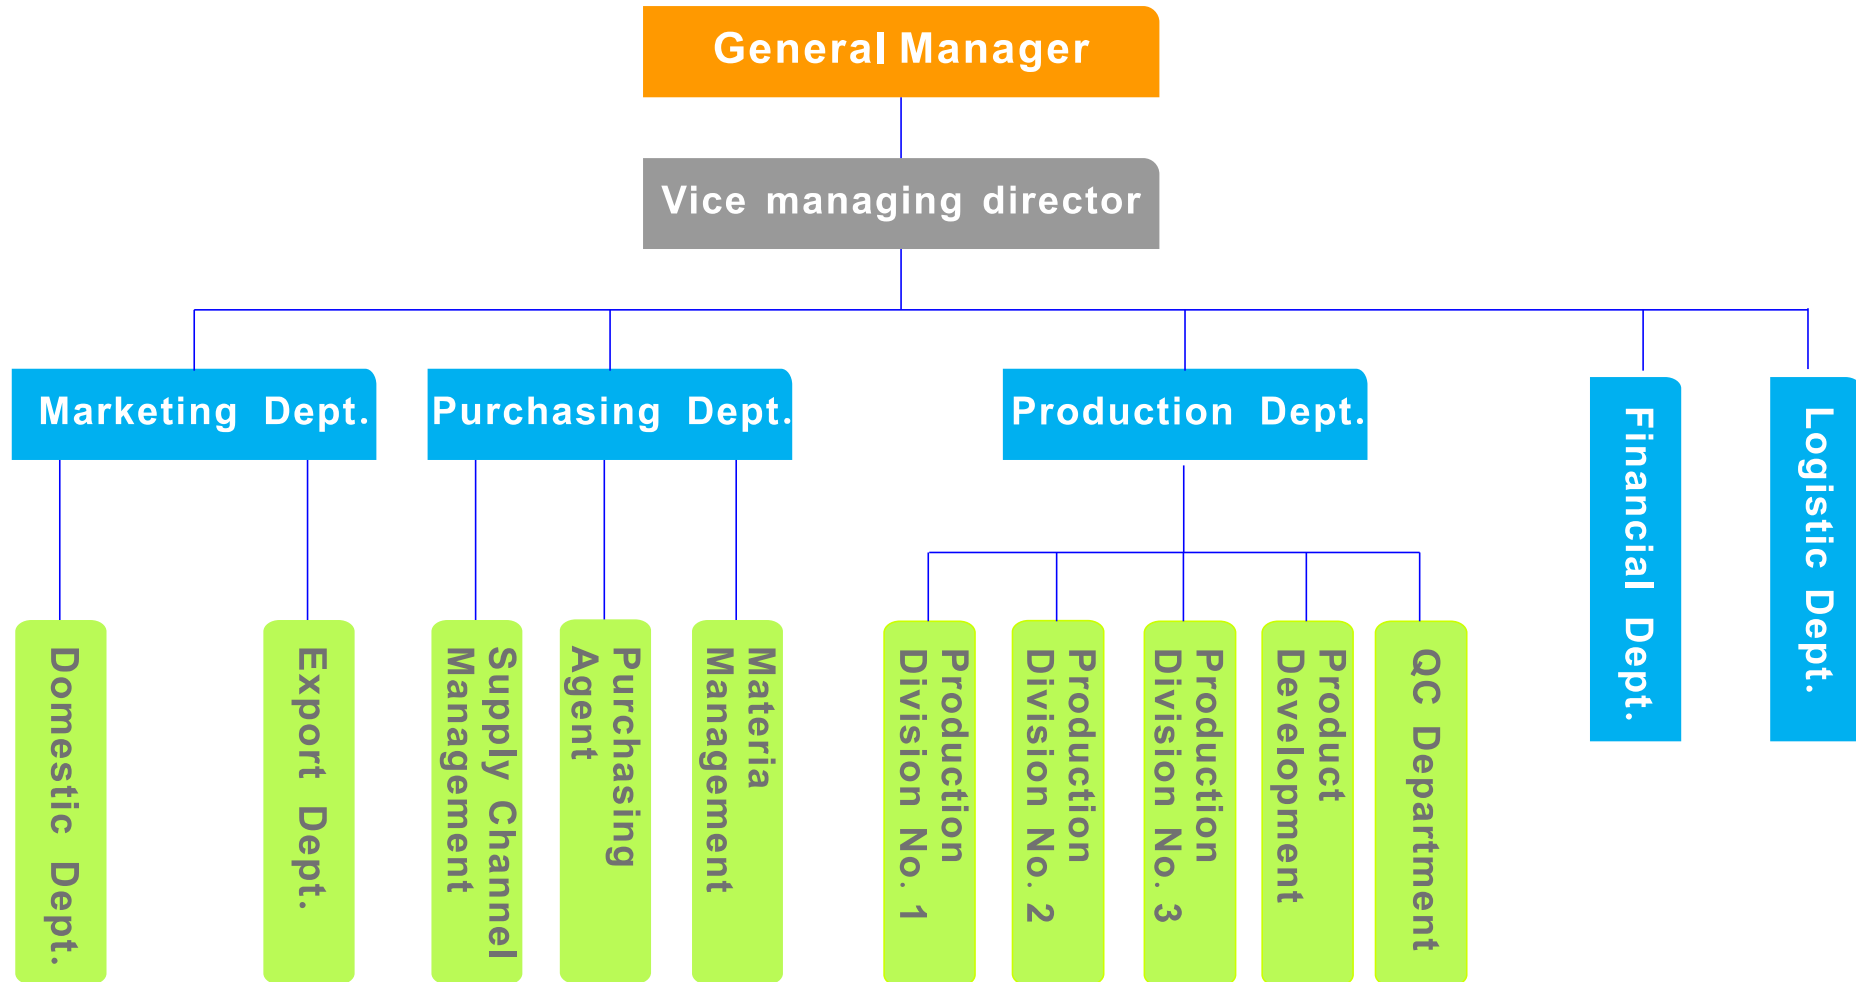 General Manager
Vice managing director
Marketing Dept.
Purchasing Dept.
Production Dept.
Financial Dept.
Logistic Dept.
Domestic Dept.
Export Dept.
Supply Channel
Management
Purchasing
Agent
Materia
Management
Production
Division No. 1
Production
Division No. 2
Production
Division No. 3
Product
Development
QC Department